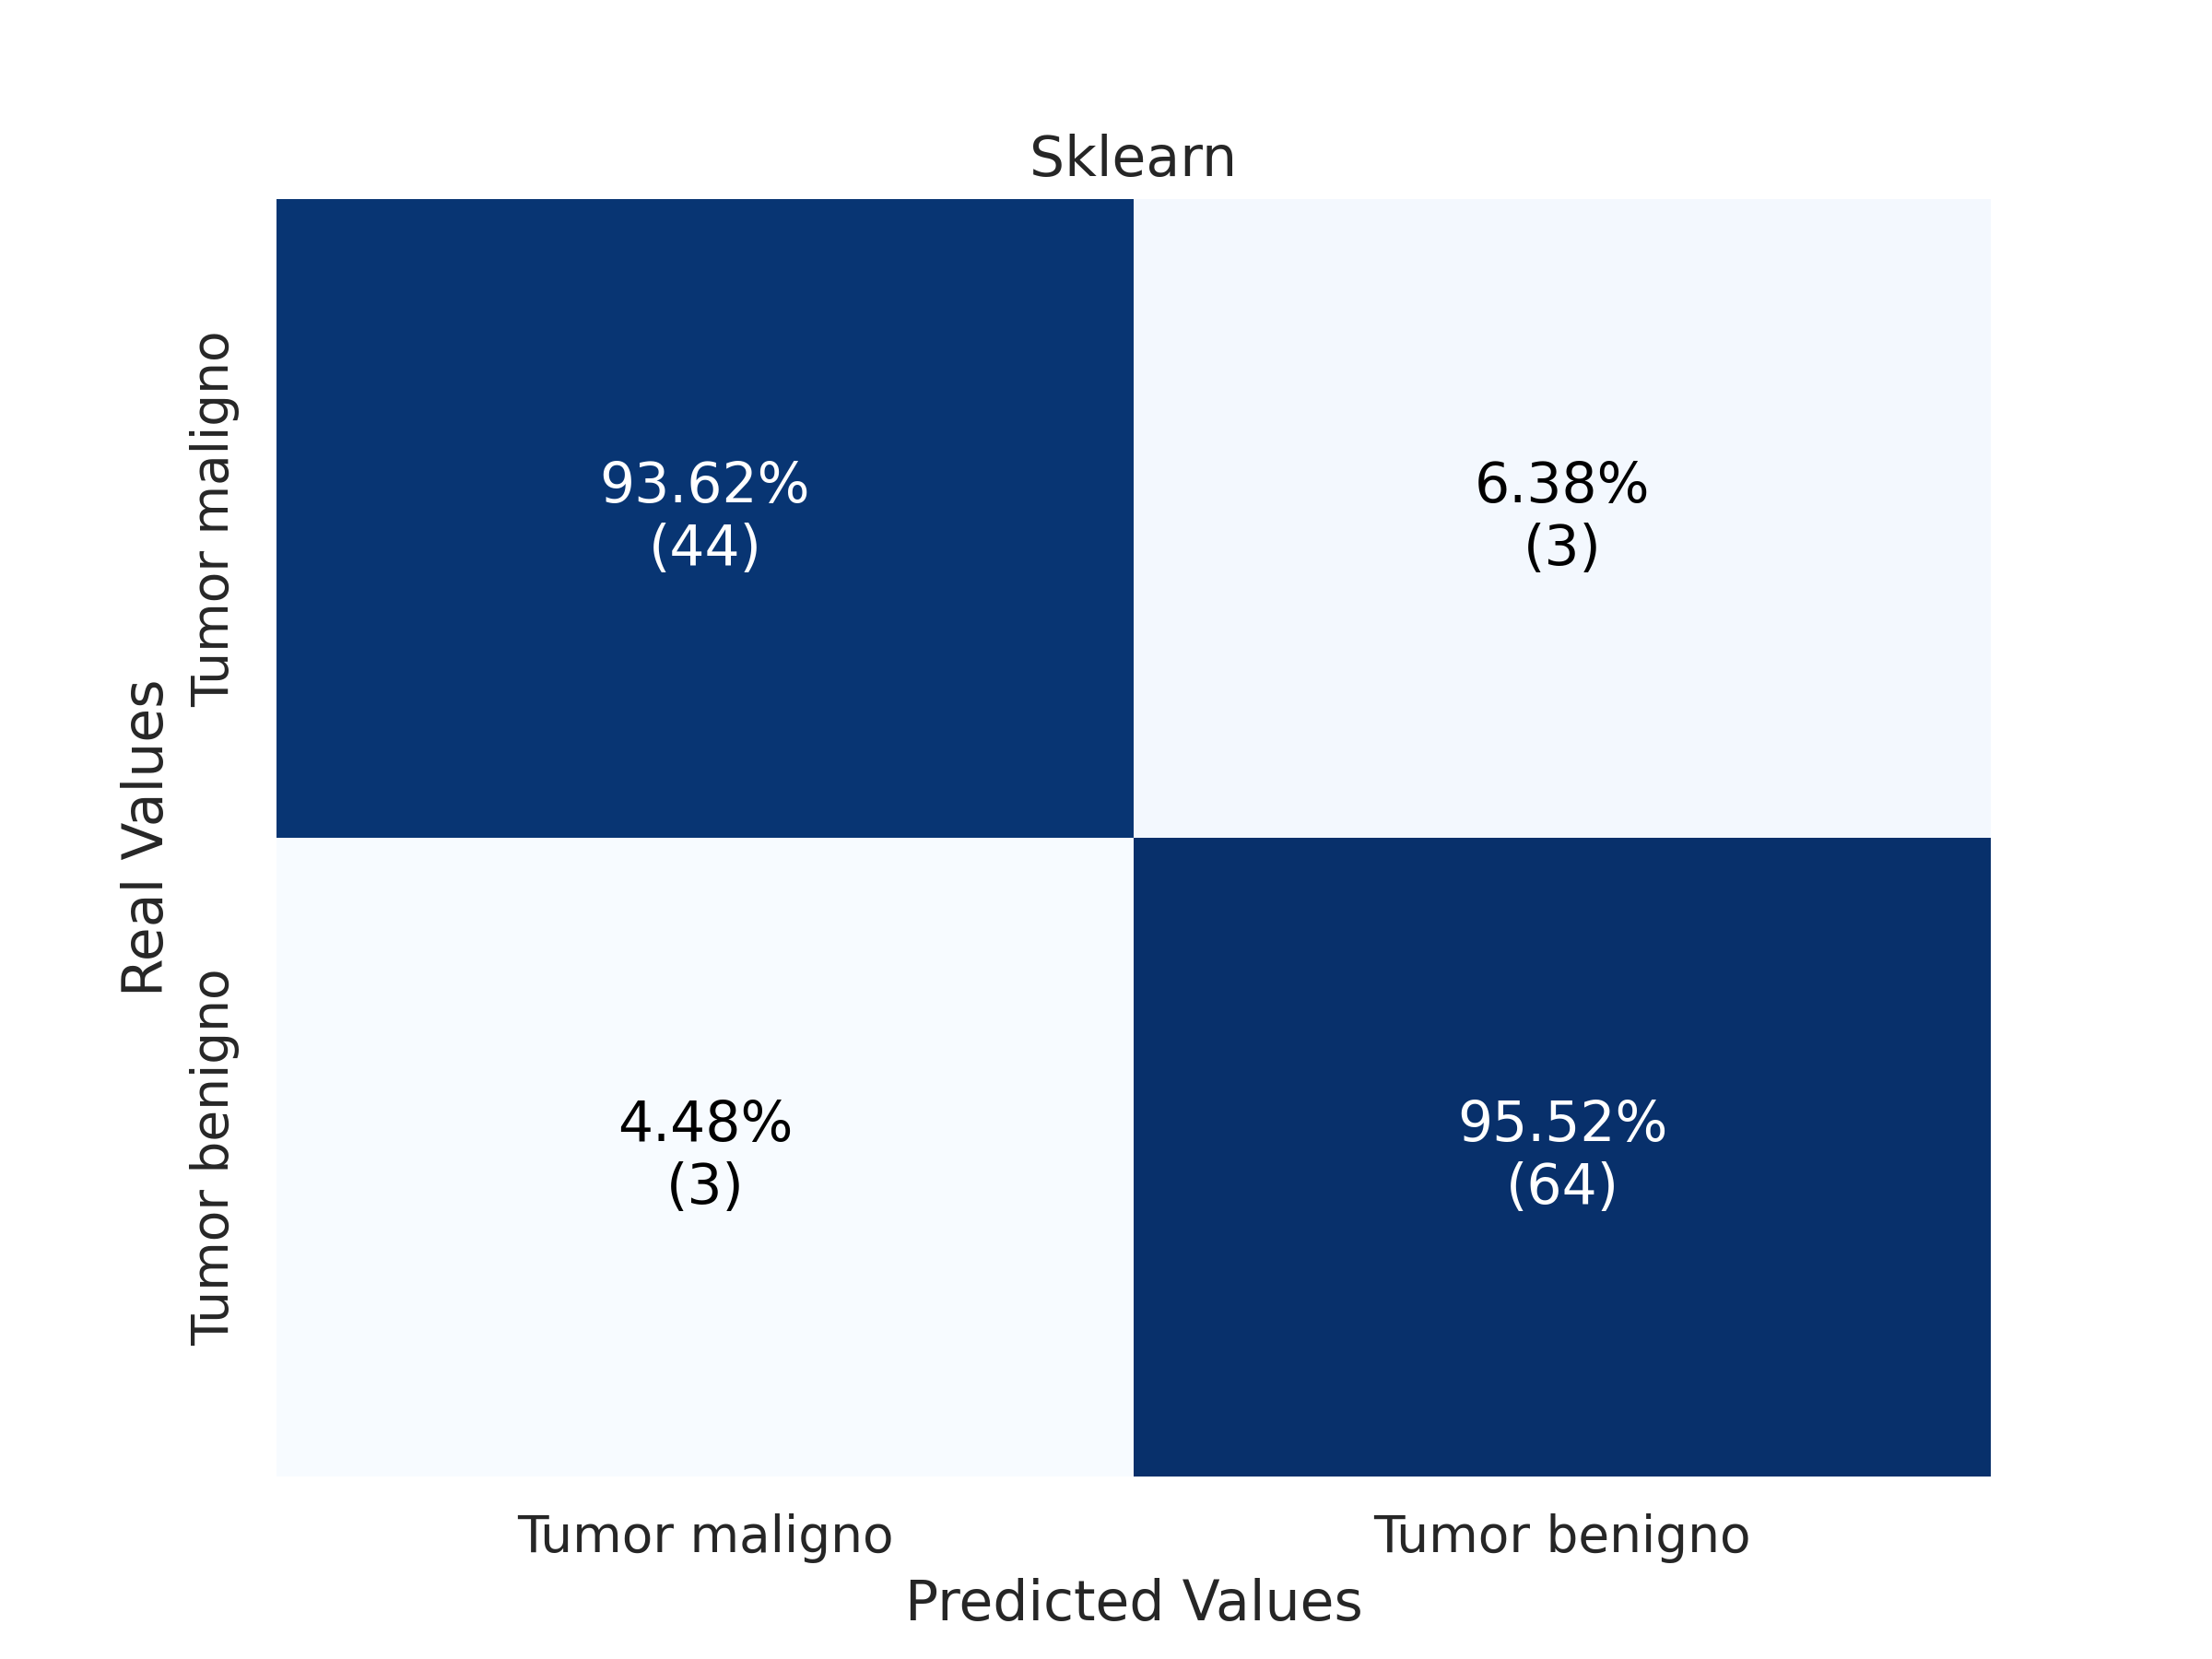 Sklearn
Real Values
Tumor maligno
93.62%
(44)
6.38%
(3)
Tumor benigno
4.48%
(3)
95.52%
(64)
Tumor maligno
Tumor benigno
Predicted Values